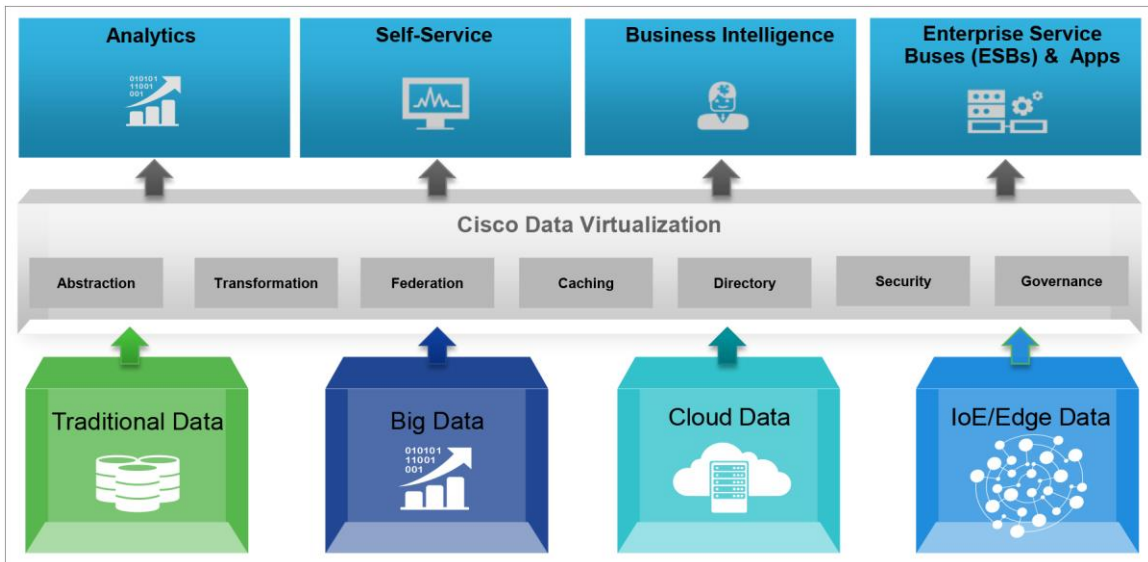 Analytics
Self-Service
Business Intelligence
Enterprise Service
Buses (ESBs) & Apps
010101
11001
001
Cisco Data Virtualization
Abstraction
Transformation
Federation
Caching
Directory
Security
Governance
Traditional Data
Big Data
010101
11001
001
Cloud Data
IoE/Edge Data